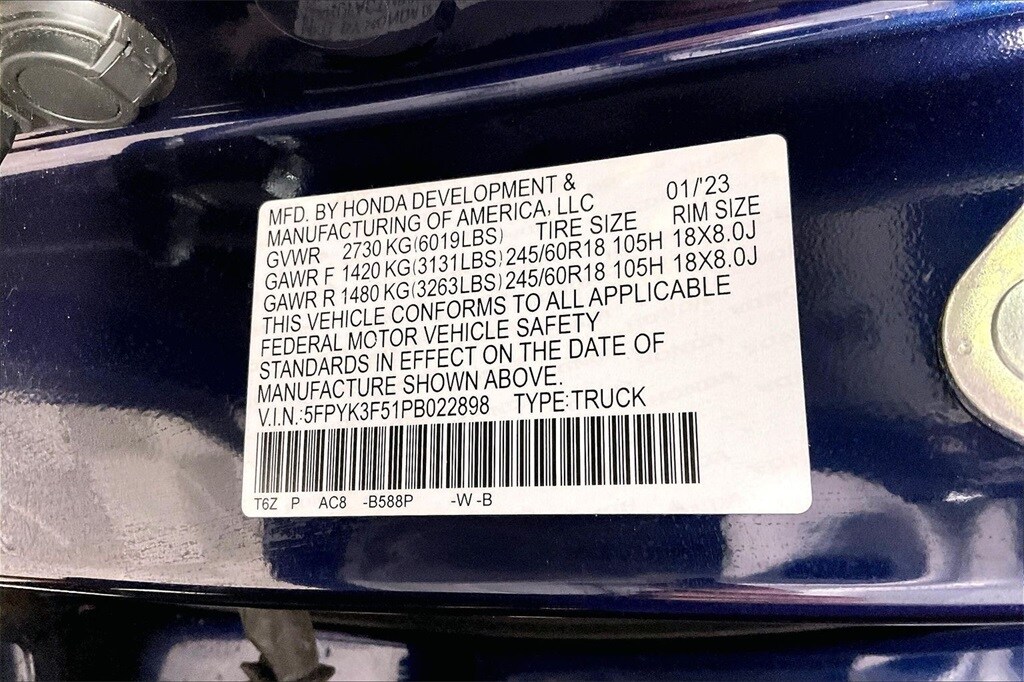 MFD. BY HONDA DEVELOPMENT & 01/'23
MANUFACTURING OF AMERICA, LLC
GVWR 2730 KG(6019LBS) TIRE SIZE RIM SIZE
GAWR F 1420 KG(3131LBS) 245/60R18 105H 18X8.0J
GAWR R 1480 KG(3263LBS) 245/60R18 105H 18X8.0J
THIS VEHICLE CONFORMS TO ALL APPLICABLE
FEDERAL MOTOR VEHICLE SAFETY
STANDARDS IN EFFECT ON THE DATE OF
MANUFACTURE SHOWN ABOVE.
V.I.N.:5FPYK3F51PB022898 TYPE:TRUCK
T6Z P AC8 -B588P -W -B